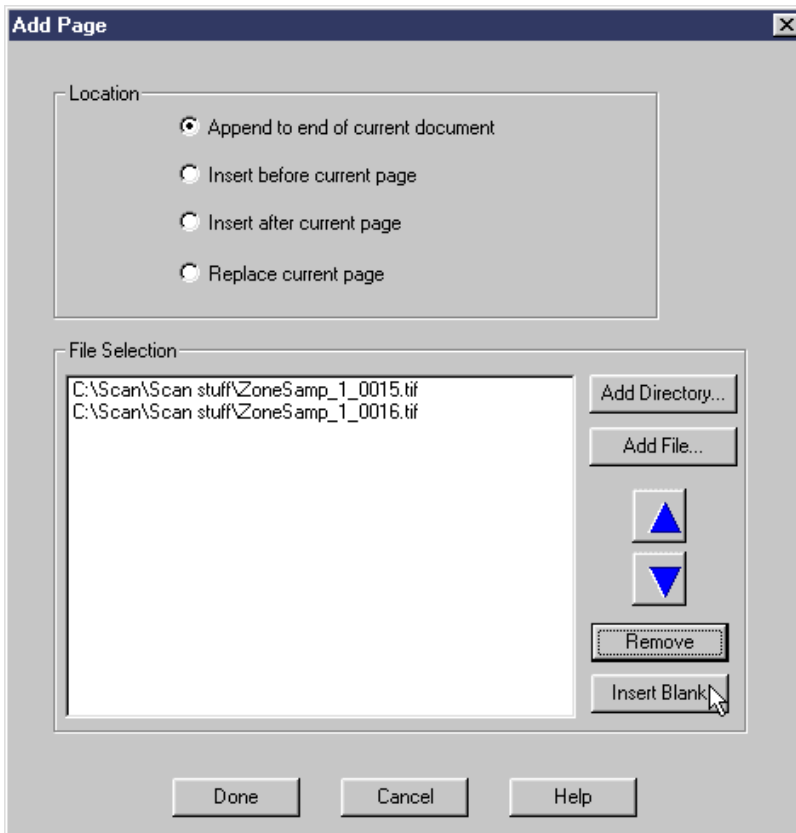 Add Page
Location
Append to end of current document
Insert before current page
Insert after current page
Replace current page
File Selection
C:\Scan\Scan stuff\ZoneSamp_1_0015.tif
C:\Scan\Scan stuff\ZoneSamp_1_0016.tif
Add Directory...
Add File...
Remove
Insert Blank
Done
Cancel
Help